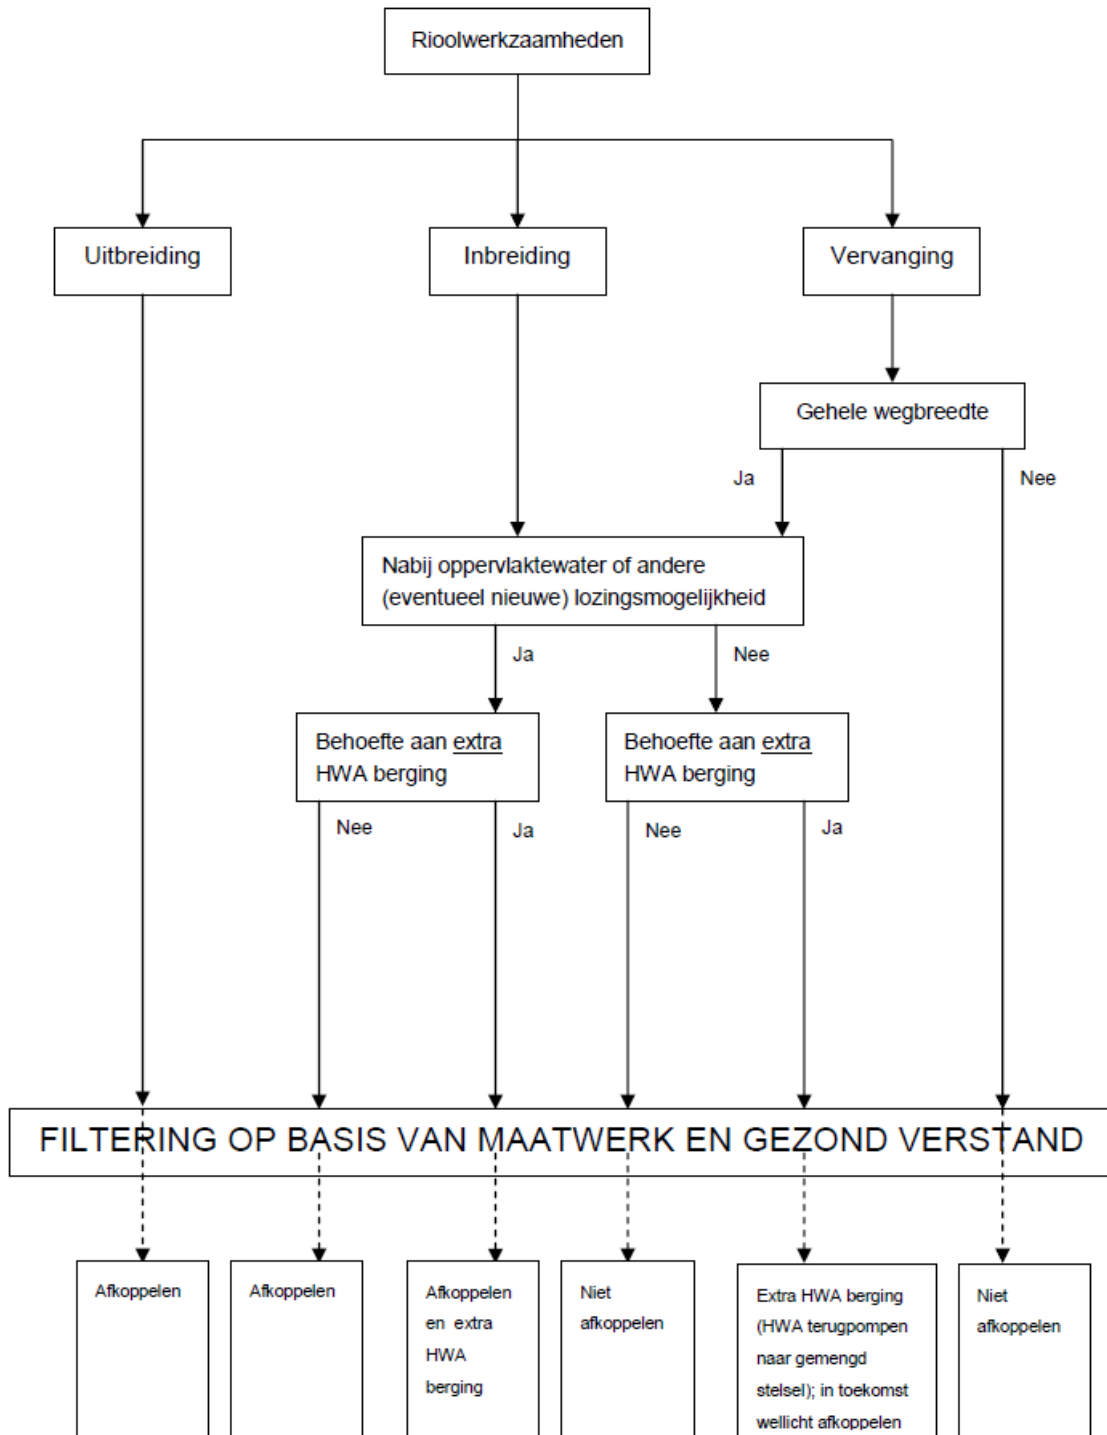 Rioolwerkzaamheden
Uitbreiding
Inbreiding
Vervanging
Gehele wegbreedte
Ja
Nee
Nabij oppervlaktewater of andere
(eventueel nieuwe) lozingsmogelijkheid
Ja
Nee
Behoefte aan extra
HWA berging
Behoefte aan extra
HWA berging
Nee
Ja
Nee
Ja
FILTERING OP BASIS VAN MAATWERK EN GEZOND VERSTAND
Afkoppelen
Afkoppelen
Afkoppelen
en extra
HWA
berging
Niet
afkoppelen
Extra HWA berging
(HWA terugpompen
naar gemengd
stelsel); in toekomst
wellicht afkoppelen
Niet
afkoppelen